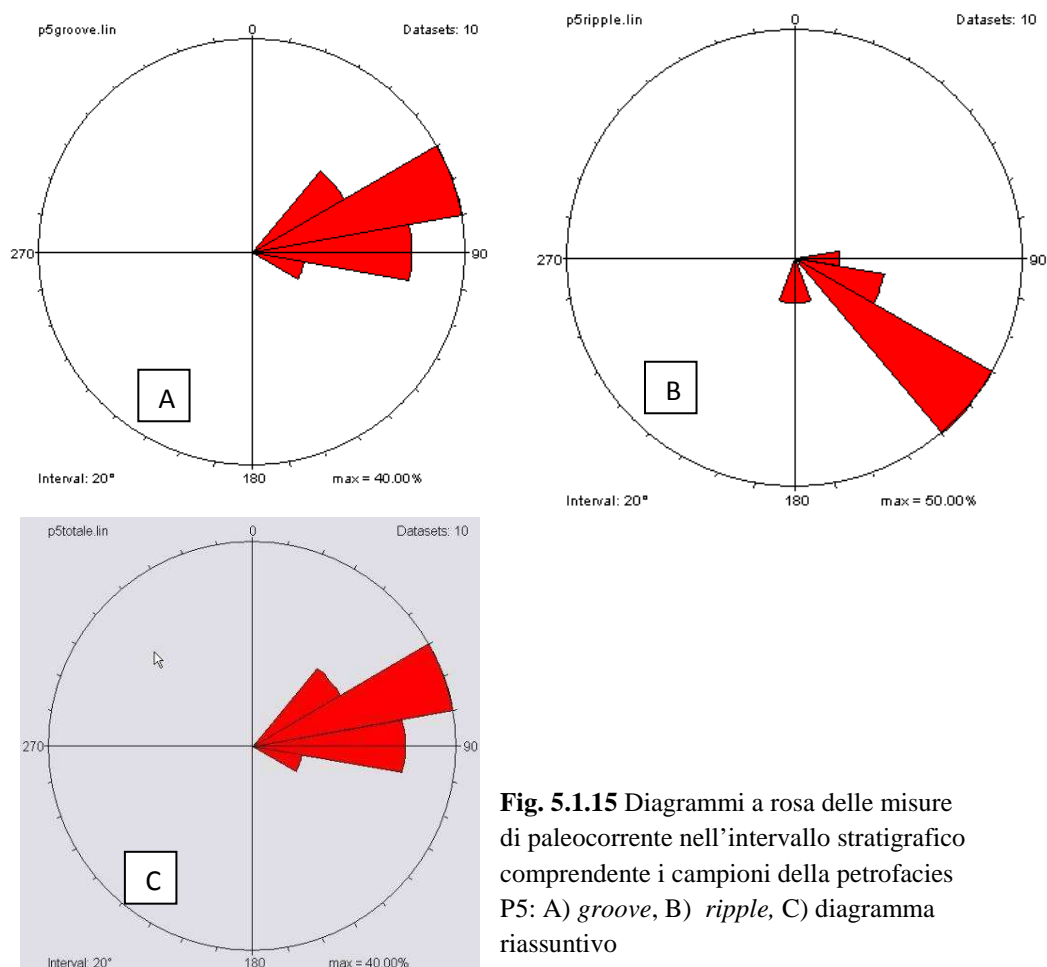 p5groove.lin
0
Datasets: 10
270
90
A
Interval: 20°
180
max = 40.00%
p5ripple.lin
0
Datasets: 10
270
90
B
Interval: 20°
180
max = 50.00%
p5totale.lin
0
Datasets: 10
270
90
C
Interval: 20°
180
max = 40.00%
Fig. 5.1.15 Diagrammi a rosa delle misure
di paleocorrente nell’intervallo stratigrafico
comprendente i campioni della petrofacies
P5: A) groove, B) ripple, C) diagramma
riassuntivo